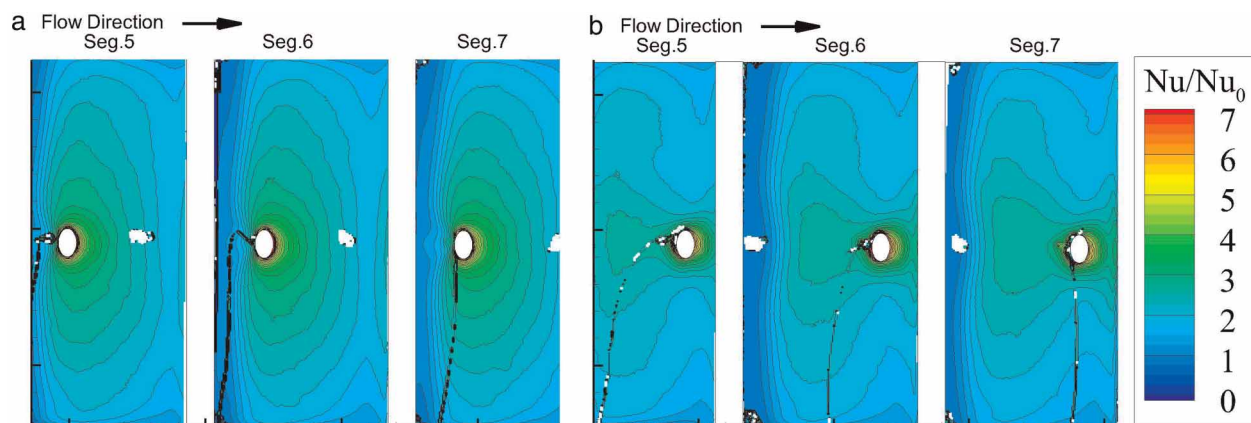 a Flow Direction
Seg.5 Seg.6 Seg.7
b Flow Direction
Seg.5 Seg.6 Seg.7
Nu/Nu₀
7
6
5
4
3
2
1
0